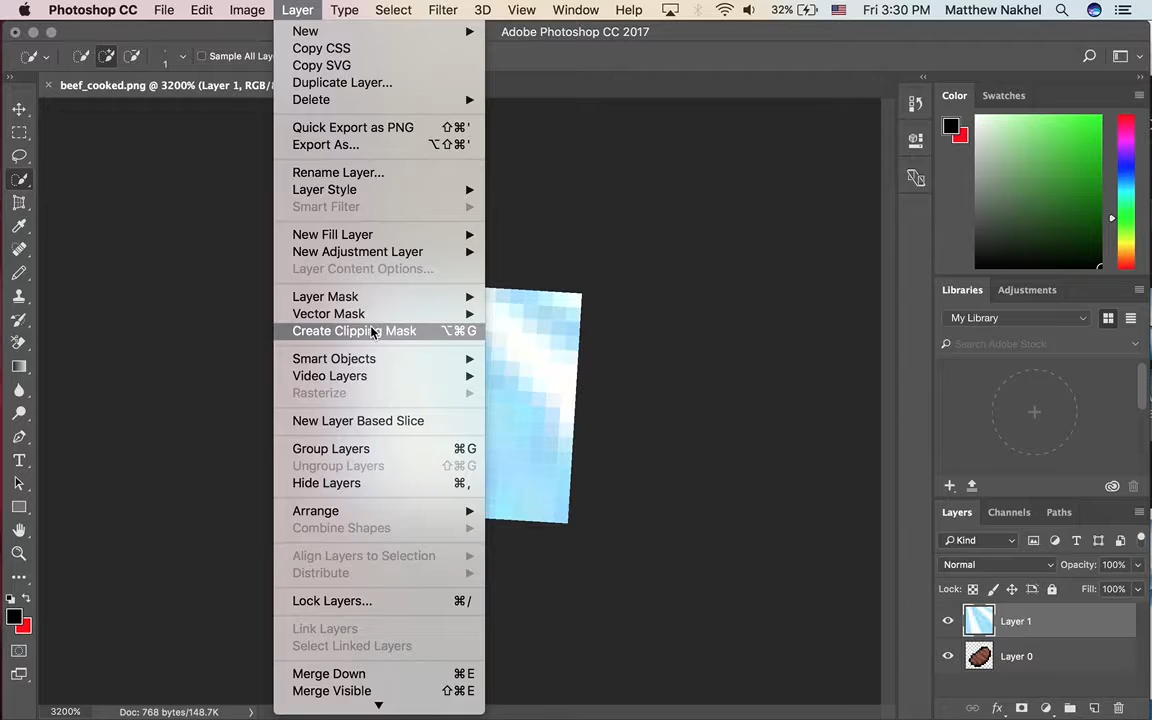 Photoshop CC File Edit Image Layer Type Select Filter 3D View Window Help 32% Fri 3:30 PM Matthew Nakhel
Adobe Photoshop CC 2017
1 Sample All Lay
beef_cooked.png @ 3200% (Layer 1, RGB/
New
Copy CSS
Copy SVG
Duplicate Layer...
Delete
Quick Export as PNG ⇧⌘'
Export As... ⌥⇧⌘'
Rename Layer...
Layer Style
Smart Filter
New Fill Layer
New Adjustment Layer
Layer Content Options...
Layer Mask
Vector Mask
Create Clipping Mask ⌥⌘G
Smart Objects
Video Layers
Rasterize
New Layer Based Slice
Group Layers ⌘G
Ungroup Layers ⇧⌘G
Hide Layers ⌘,
Arrange
Combine Shapes
Align Layers to Selection
Distribute
Lock Layers... ⌘/
Link Layers
Select Linked Layers
Merge Down ⌘E
Merge Visible ⇧⌘E
Color Swatches
Libraries Adjustments
My Library
Search Adobe Stock
Layers Channels Paths
Kind
Normal Opacity: 100%
Lock: Fill: 100%
Layer 1
Layer 0
fx
3200% Doc: 768 bytes/148.7K